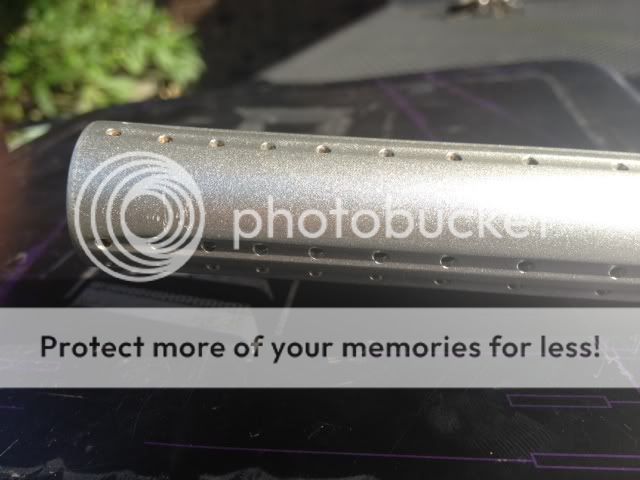 photobucket
Protect more of your memories for less!